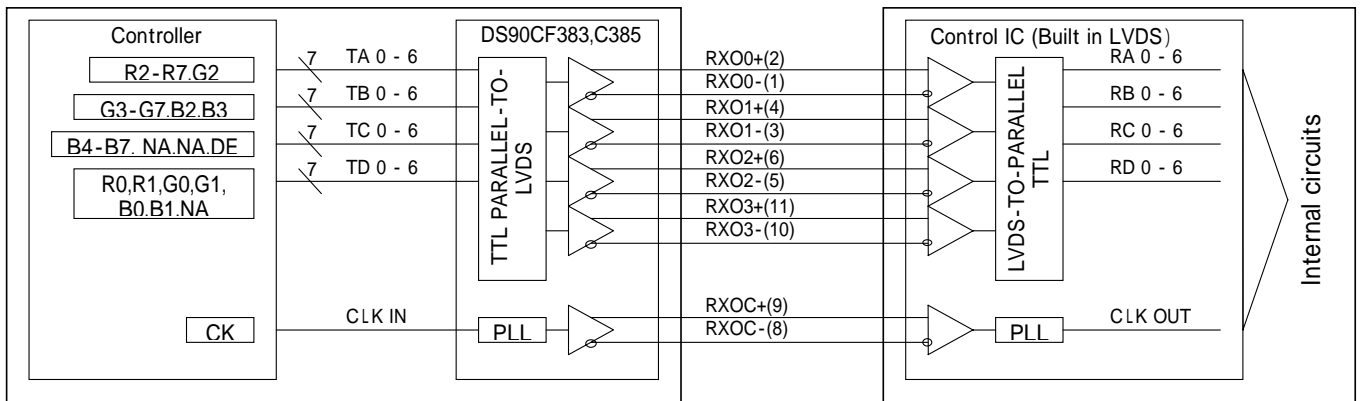 Controller
R2-R7.G2
G3-G7.B2.B3
B4-B7. NA.NA.DE
R0,R1,G0,G1,
B0.B1.NA
CK
7
TA 0 - 6
7
TB 0 - 6
7
TC 0 - 6
7
TD 0 - 6
CLK IN
DS90CF383,C385
TTL PARALLEL-TO-
LVDS
PLL
RXO0+(2)
RXO0-(1)
RXO1+(4)
RXO1-(3)
RXO2+(6)
RXO2-(5)
RXO3+(11)
RXO3-(10)
RXOC+(9)
RXOC-(8)
Control IC (Built in LVDS)
LVDS-TO-PARALLEL
TTL
PLL
RA 0 - 6
RB 0 - 6
RC 0 - 6
RD 0 - 6
CLK OUT
Internal circuits